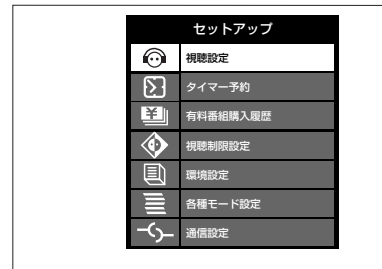 セットアップ
視聴設定
タイマー予約
有料番組購入履歴
視聴制限設定
環境設定
各種モード設定
通信設定